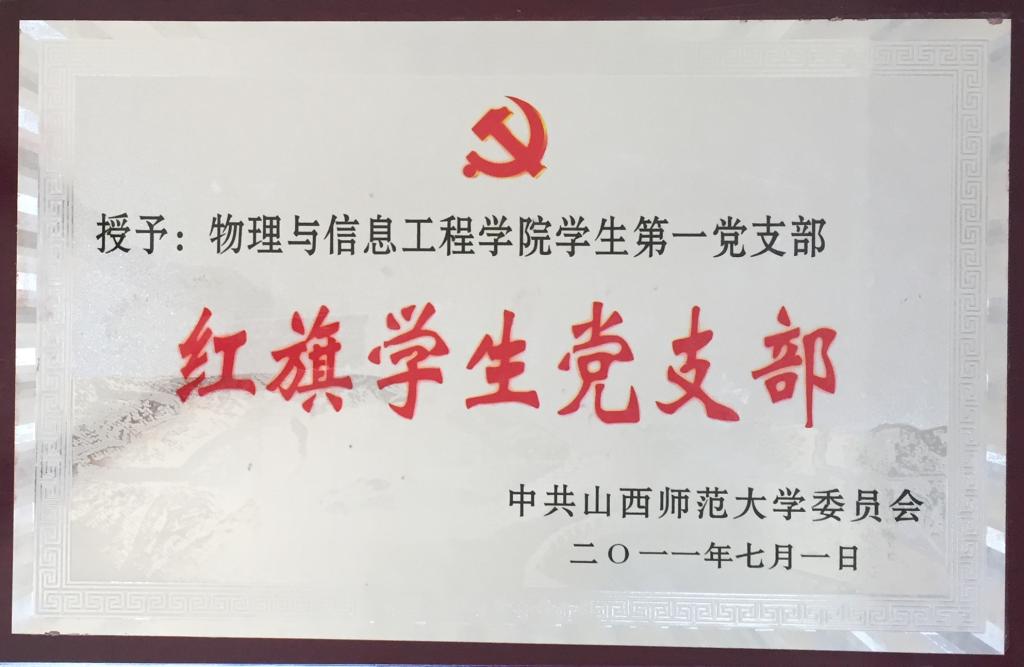 授予：物理与信息工程学院学生第一党支部
红旗学生党支部
中共山西师范大学委员会
二〇一一年七月一日